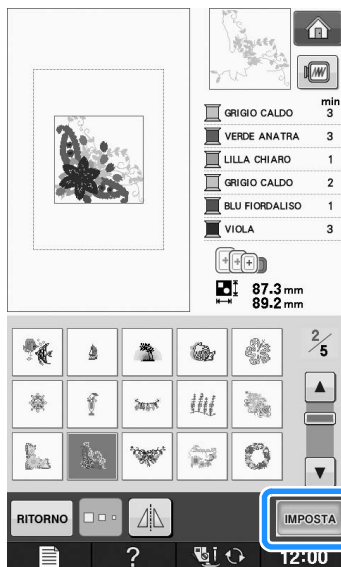 min
GRIGIO CALDO 3
VERDE ANATRA 3
LILLA CHIARO 1
GRIGIO CALDO 2
BLU FIORDALISO 1
VIOLA 3
87.3 mm
89.2 mm
2/5
RITORNO
IMPOSTA
?
12:00